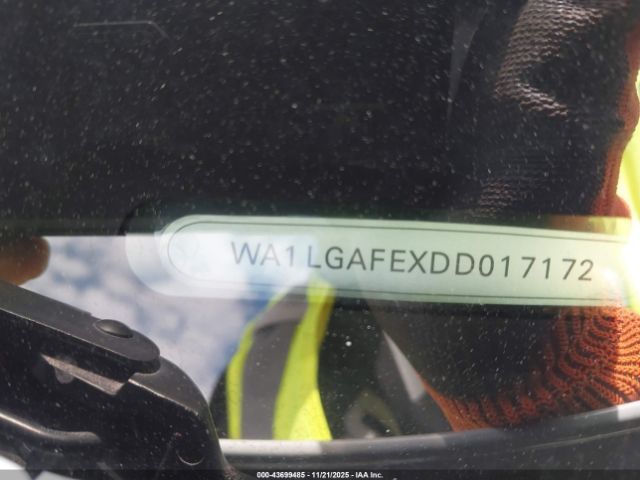 WA1LGAFEXDD017172
000-43699485 - 11/21/2025 - IAA Inc.